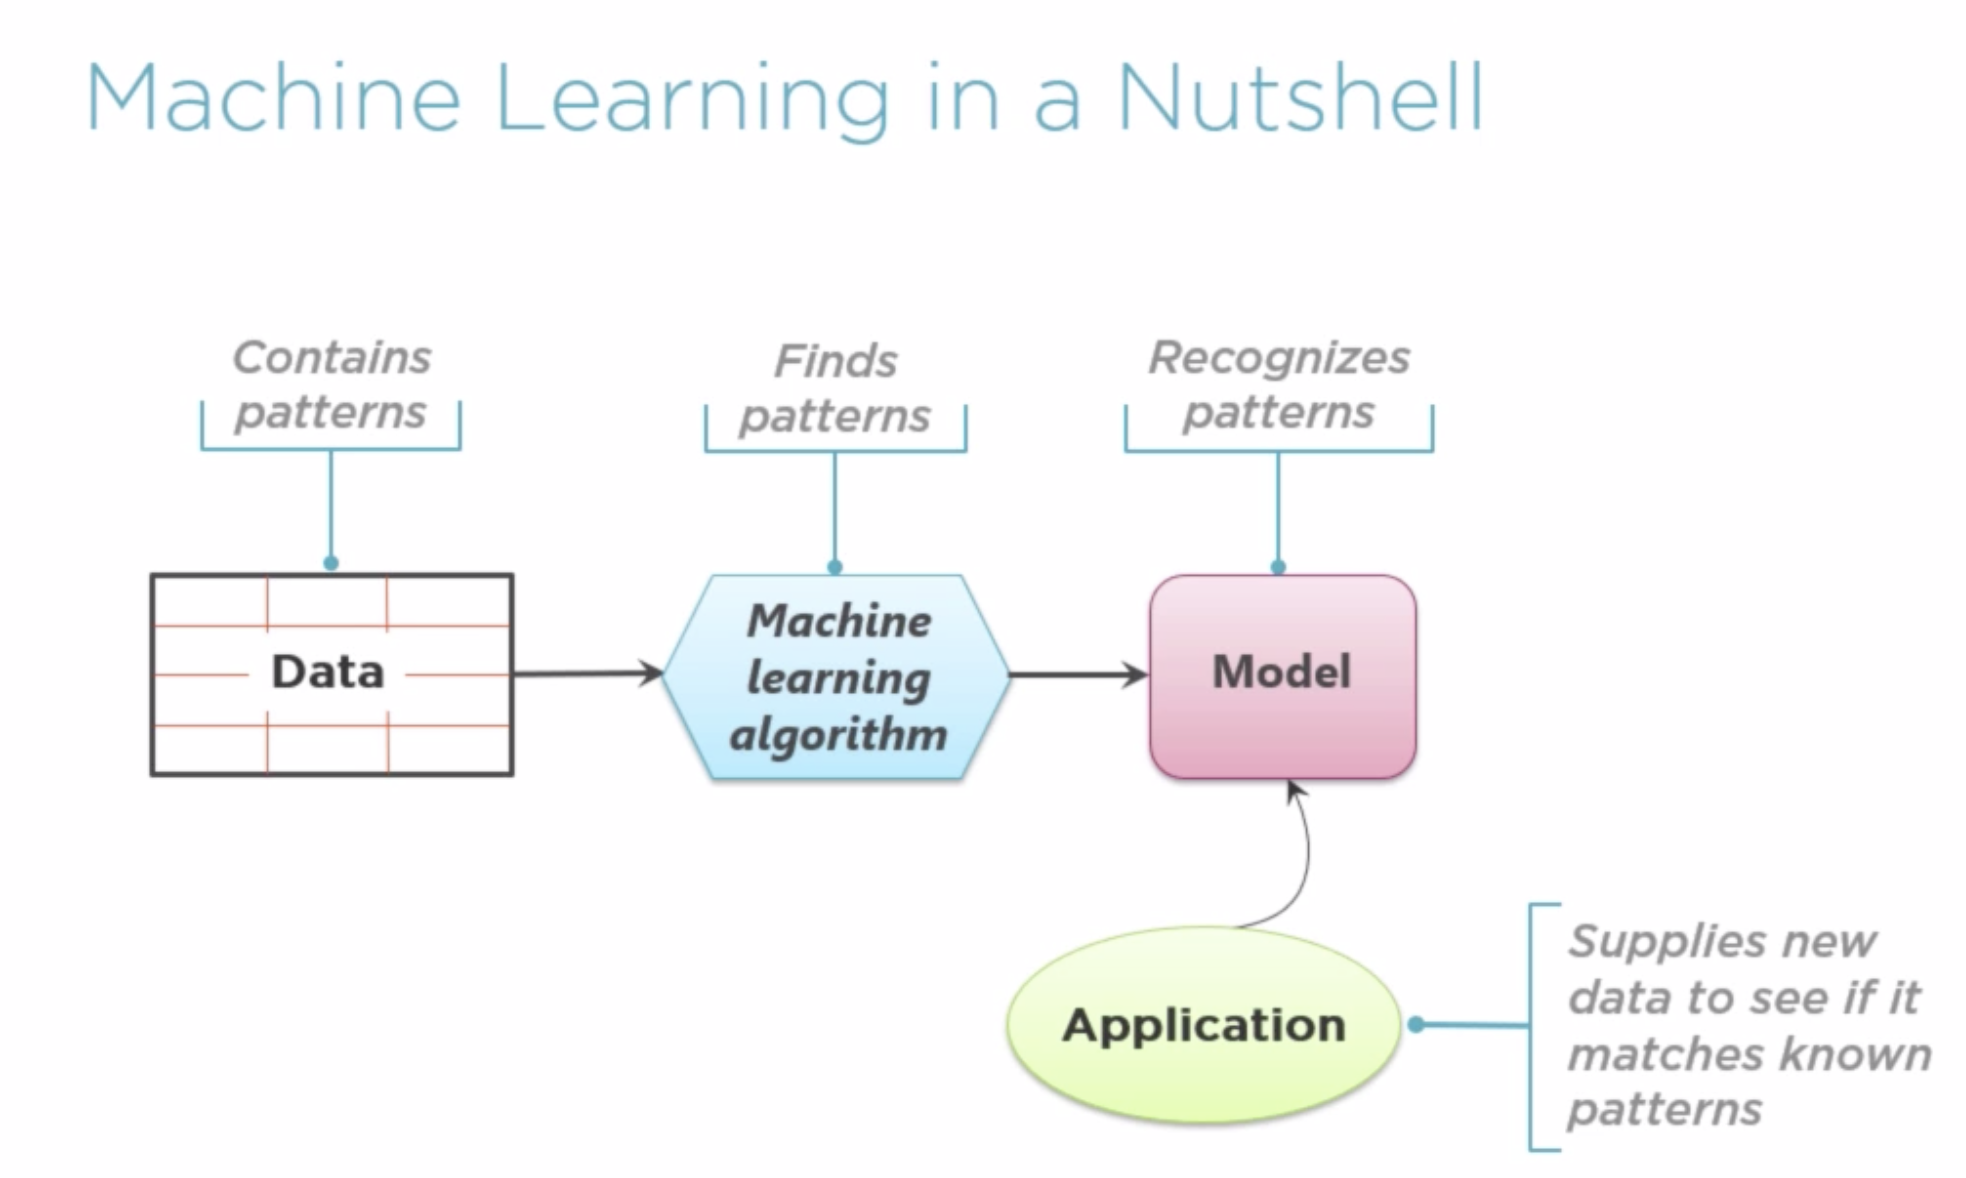 Machine Learning in a Nutshell
Contains
patterns
Finds
patterns
Recognizes
patterns
Data
Machine
learning
algorithm
Model
Application
Supplies new
data to see if it
matches known
patterns